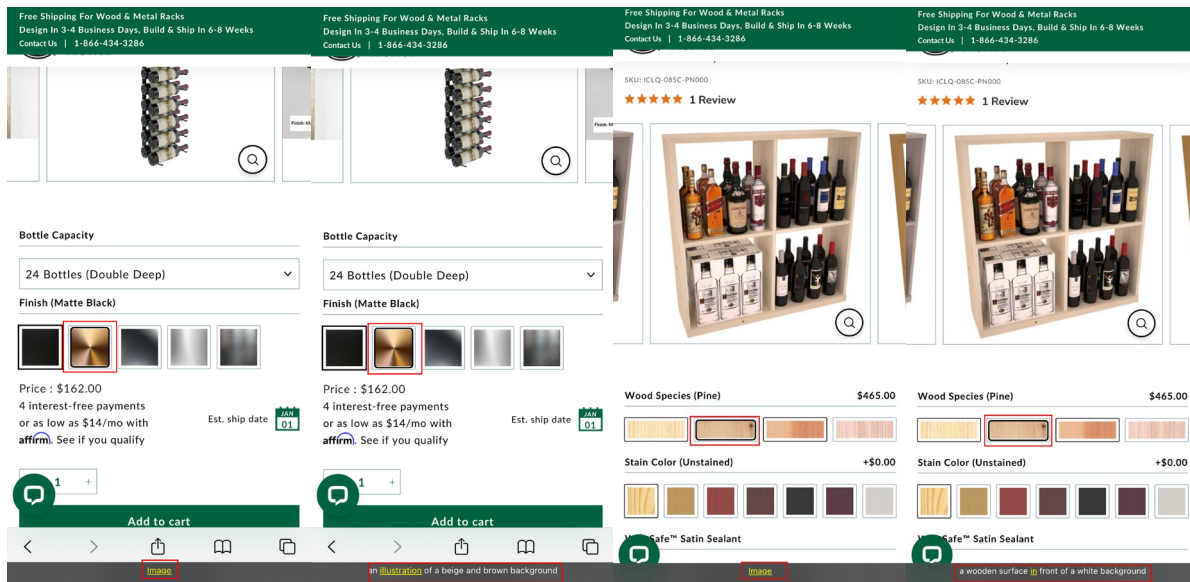 Free Shipping For Wood & Metal Racks
Design In 3-4 Business Days, Build & Ship In 6-8 Weeks
Contact Us | 1-866-434-3286
Bottle Capacity
24 Bottles (Double Deep)
Finish (Matte Black)
Price : $162.00
4 interest-free payments
or as low as $14/mo with
affirm. See if you qualify
Est. ship date
JAN
01
1 +
Add to cart
Image
Free Shipping For Wood & Metal Racks
Design In 3-4 Business Days, Build & Ship In 6-8 Weeks
Contact Us | 1-866-434-3286
Bottle Capacity
24 Bottles (Double Deep)
Finish (Matte Black)
Price : $162.00
4 interest-free payments
or as low as $14/mo with
affirm. See if you qualify
Est. ship date
JAN
01
1 +
Add to cart
an illustration of a beige and brown background
Free Shipping For Wood & Metal Racks
Design In 3-4 Business Days, Build & Ship In 6-8 Weeks
Contact Us | 1-866-434-3286
SKU: ICLQ-085C-PN000
1 Review
Wood Species (Pine) $465.00
Stain Color (Unstained) +$0.00
Safe™ Satin Sealant
Image
Free Shipping For Wood & Metal Racks
Design In 3-4 Business Days, Build & Ship In 6-8 Weeks
Contact Us | 1-866-434-3286
SKU: ICLQ-085C-PN000
1 Review
Wood Species (Pine) $465.00
Stain Color (Unstained) +$0.00
Safe™ Satin Sealant
a wooden surface in front of a white background